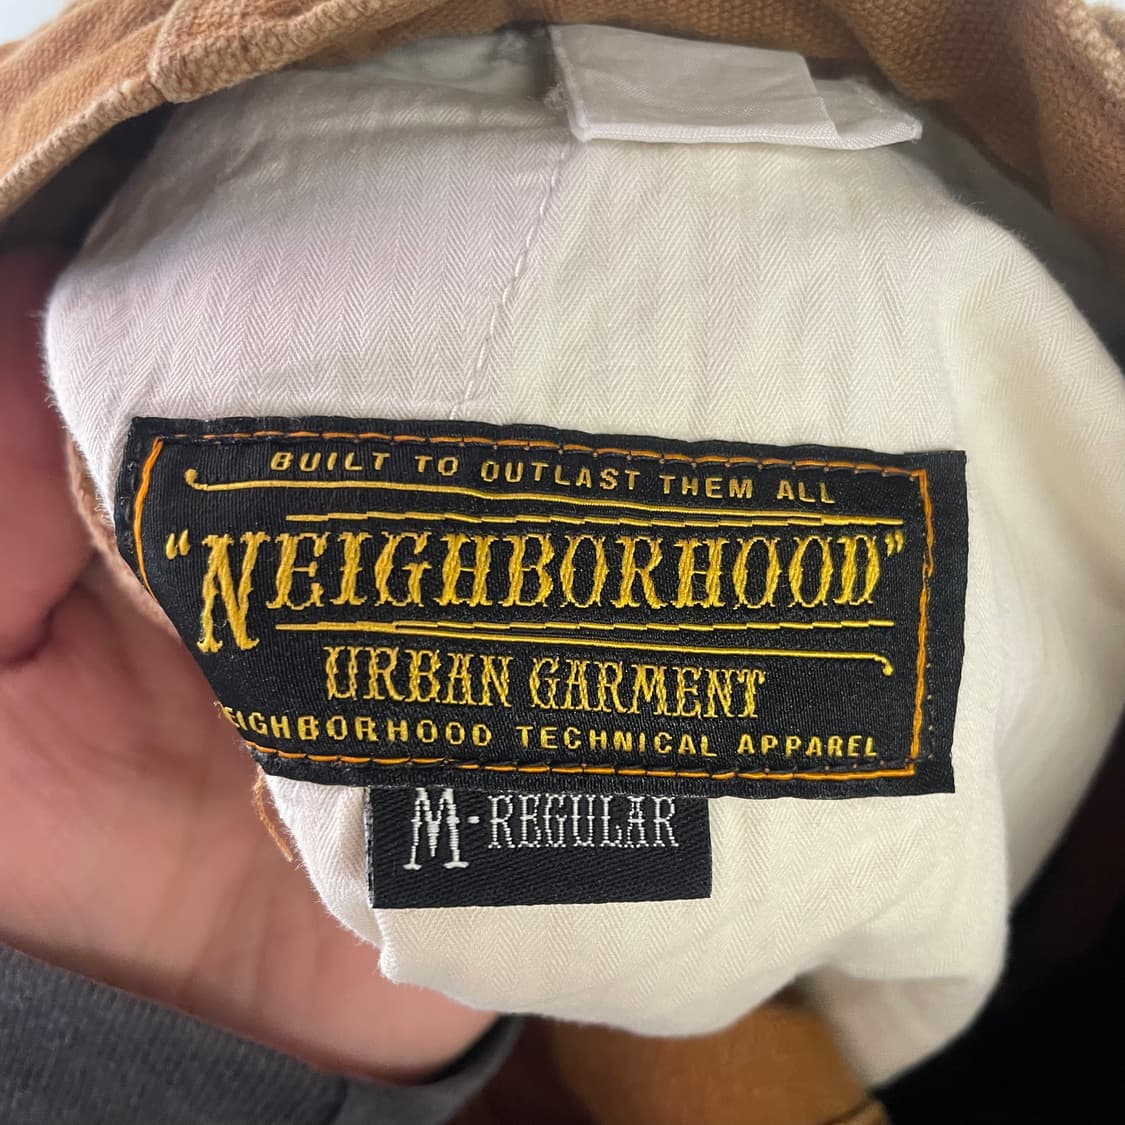 BUILT TO OUTLAST THEM ALL
"NEIGHBORHOOD"
URBAN GARMENT
EIGHBORHOOD TECHNICAL APPAREL
M-REGULAR